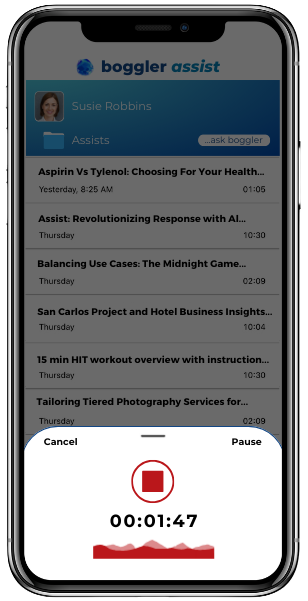 boggler assist
Susie Robbins
Assists
...ask boggler
Aspirin Vs Tylenol: Choosing For Your Health...
Yesterday, 8:25 AM 01:05
Assist: Revolutionizing Response with AI...
Thursday 10:30
Balancing Use Cases: The Midnight Game...
Thursday 02:09
San Carlos Project and Hotel Business Insights...
Thursday 10:04
15 min HIT workout overview with instruction...
Thursday 10:30
Tailoring Tiered Photography Services for...
Thursday 02:09
Cancel Pause
00:01:47